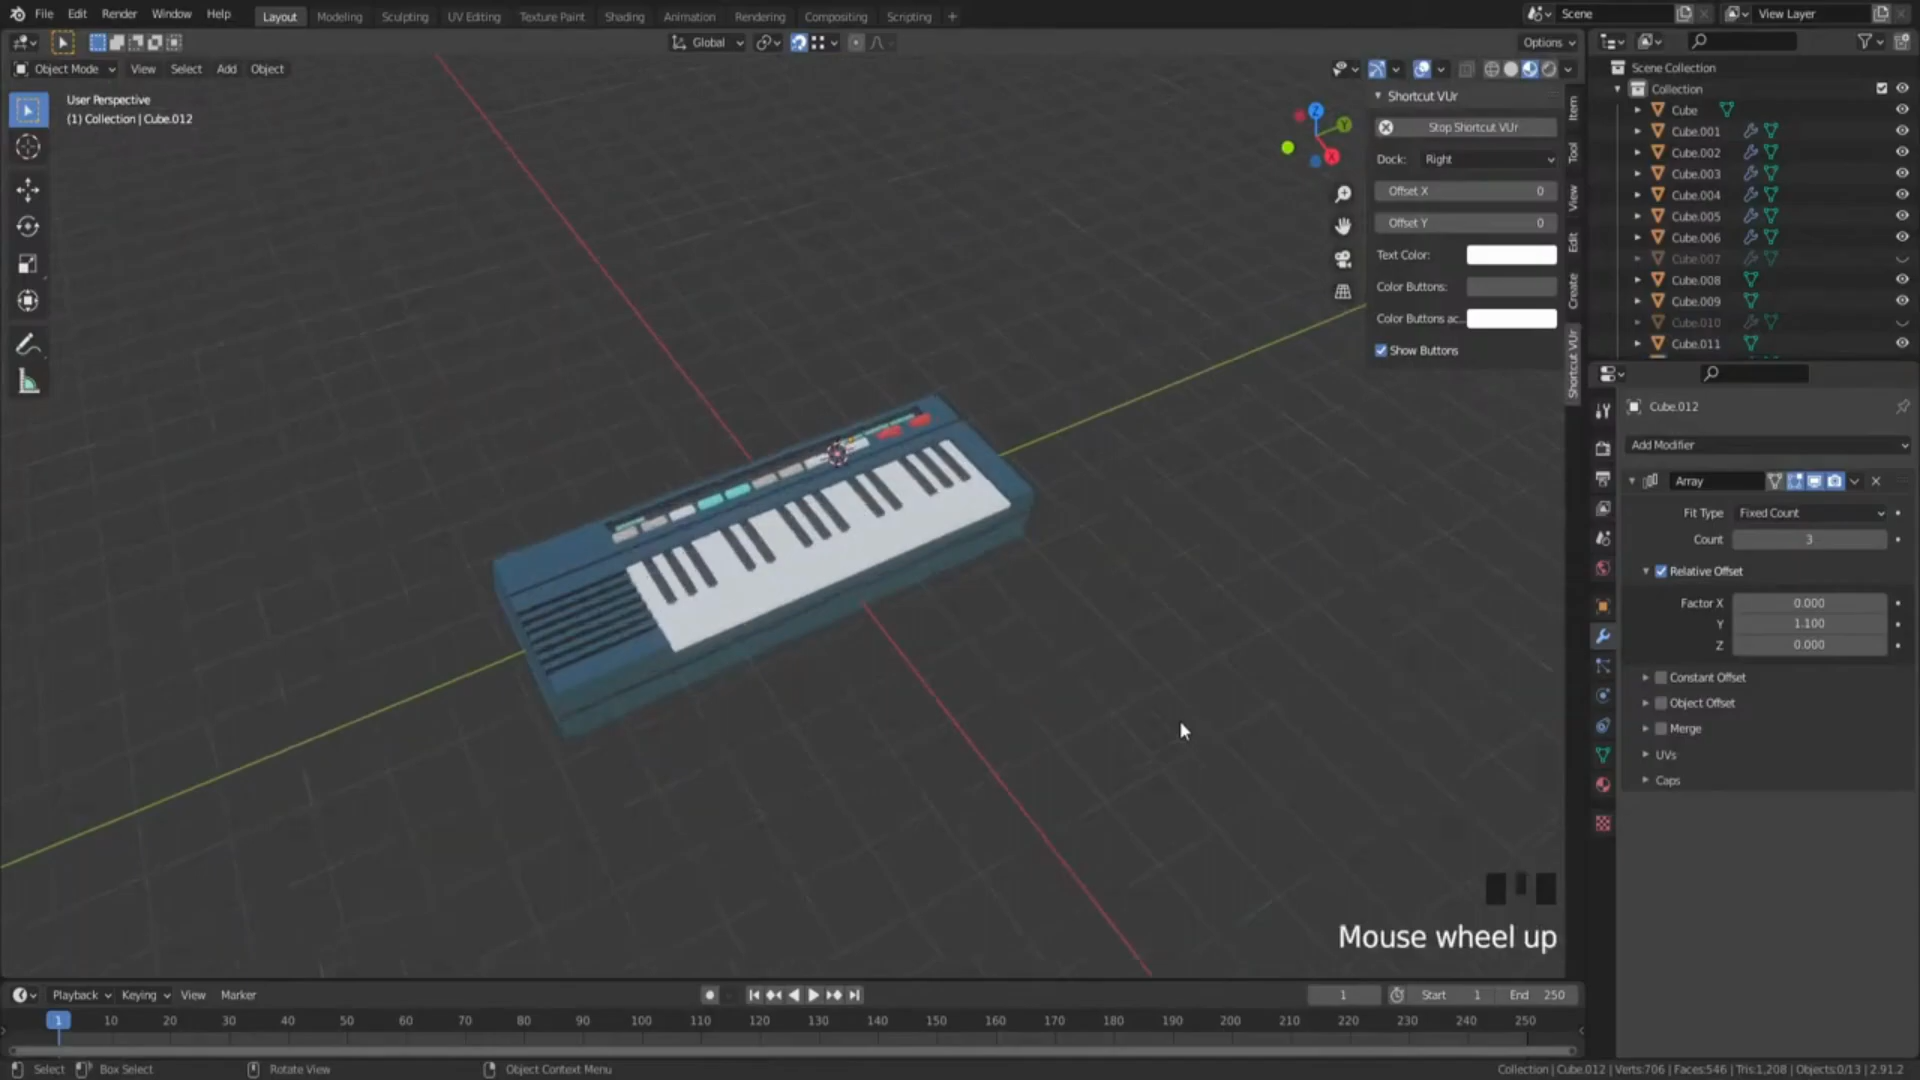 File Edit Render Window Help Layout Modeling Sculpting UV Editing Texture Paint Shading Animation Rendering Compositing Scripting + Scene View Layer
Global Options
Object Mode View Select Add Object
User Perspective
(1) Collection | Cube.012
Z
Y
X
Shortcut VUr
Stop Shortcut VUr
Dock: Right
Offset X 0
Offset Y 0
Text Color:
Color Buttons:
Color Buttons ac...
Show Buttons
Item
Tool
View
Edit
Create
Shortcut VUr
Scene Collection
Collection
Cube
Cube.001
Cube.002
Cube.003
Cube.004
Cube.005
Cube.006
Cube.007
Cube.008
Cube.009
Cube.010
Cube.011
Cube.012
Add Modifier
Array
Fit Type Fixed Count
Count 3
Relative Offset
Factor X 0.000
Y 1.100
Z 0.000
Constant Offset
Object Offset
Merge
UVs
Caps
Mouse wheel up
Playback Keying View Marker 1 Start 1 End 250
1 10 20 30 40 50 60 70 80 90 100 110 120 130 140 150 160 170 180 190 200 210 220 230 240 250
Select Box Select Rotate View Object Context Menu Collection | Cube.012 | Verts:706 | Faces:546 | Tris:1,208 | Objects:0/13 | 2.91.2